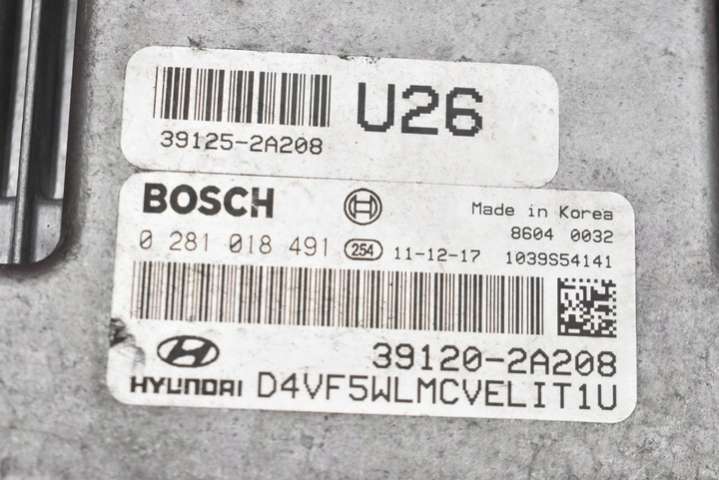 U26
39125-2A208
BOSCH Made in Korea
8604 0032
0 281 018 491 254 11-12-17 1039S54141
39120-2A208
HYUNDAI D4VF5WLMCVELIT1U